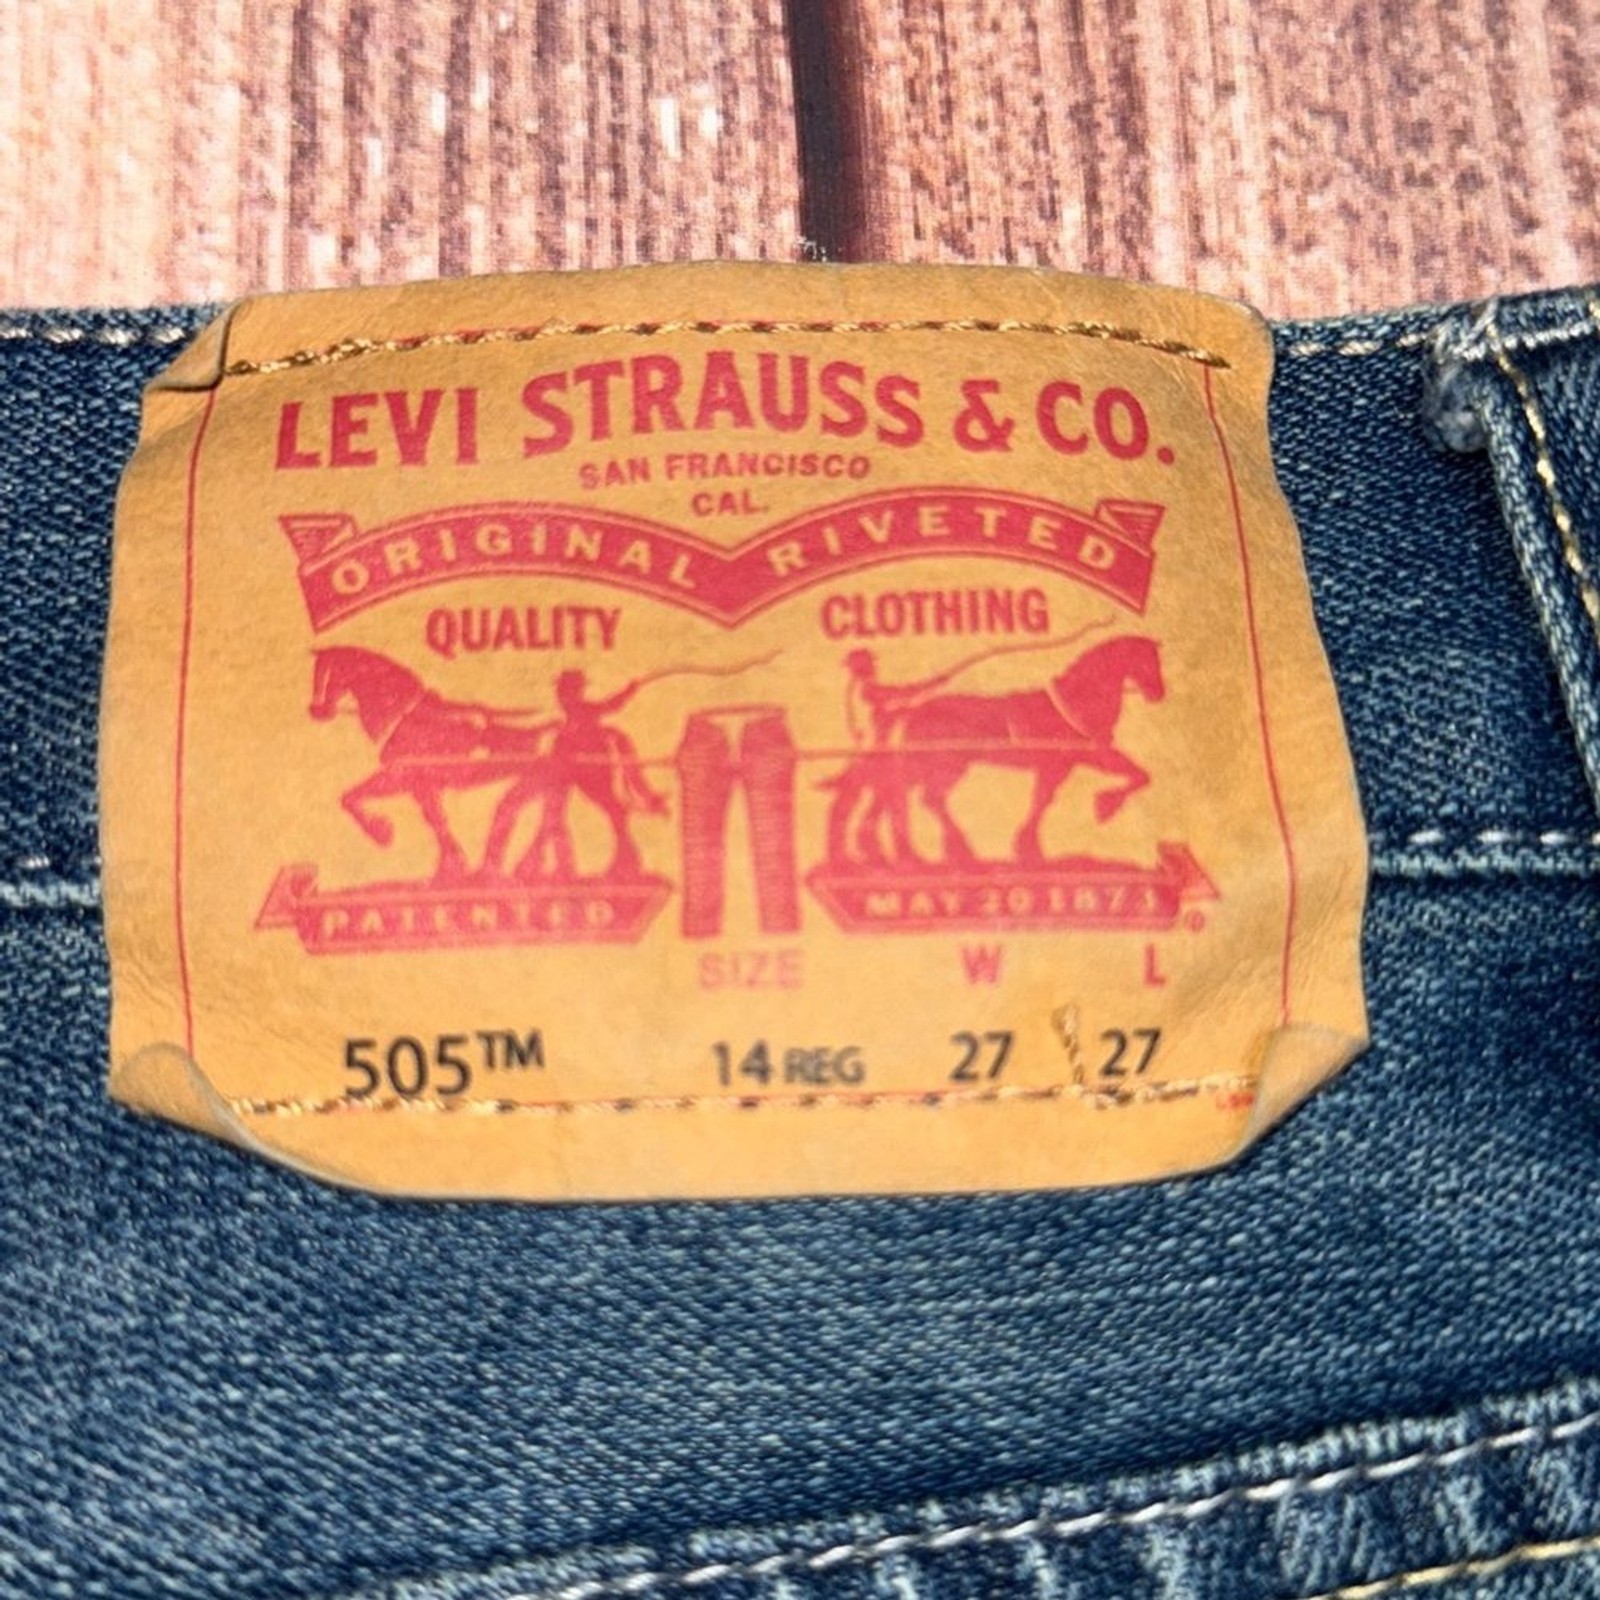 LEVI STRAUSS & CO.
SAN FRANCISCO
CAL.
ORIGINAL RIVETED
QUALITY CLOTHING
PATENTED MAY 20 1873 ®
SIZE W L
505™ 14 REG 27 27